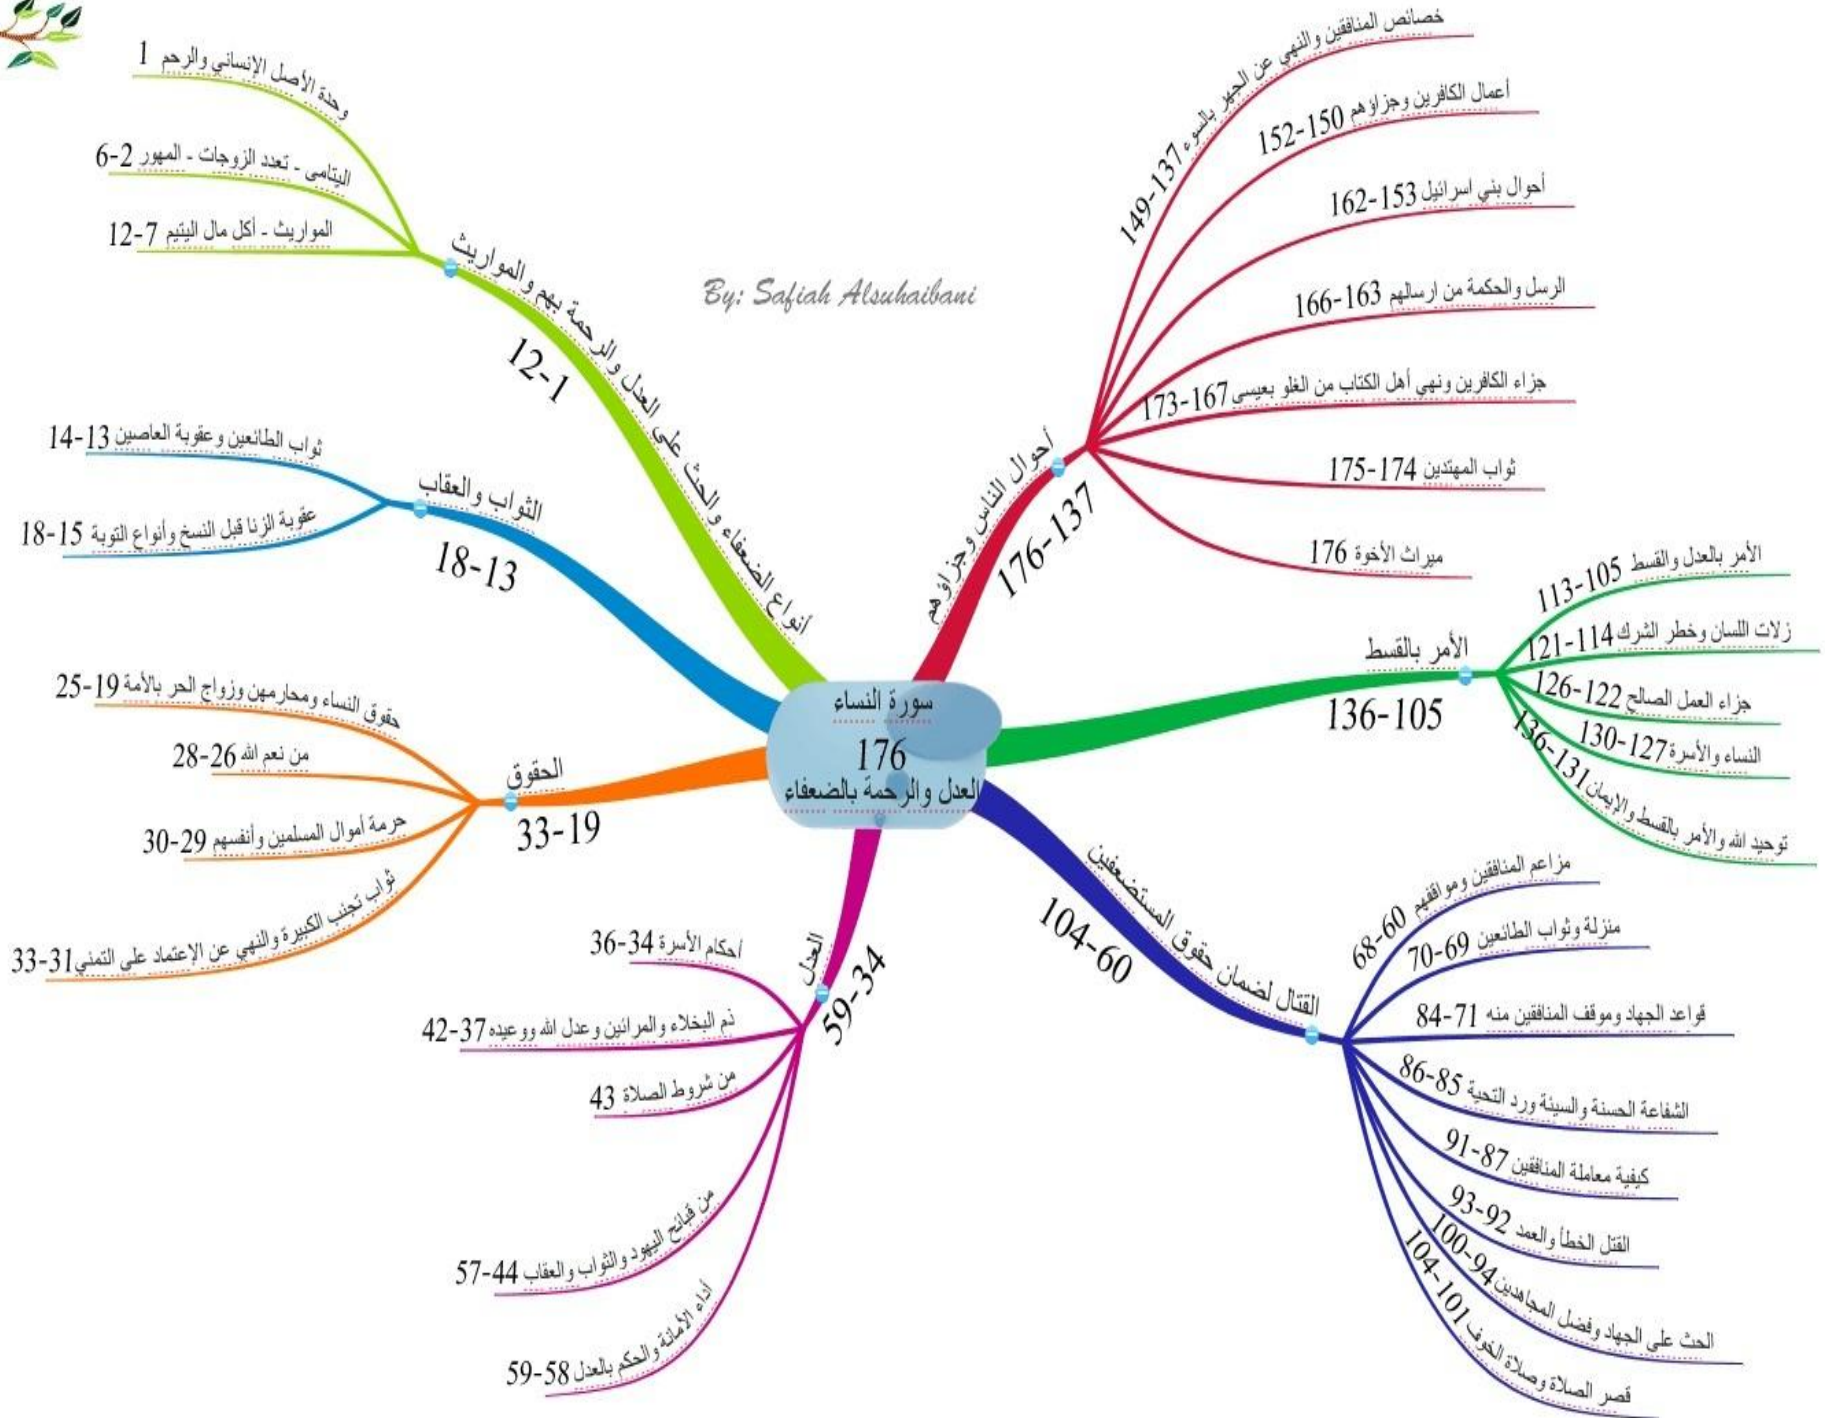 سورة النساء
176
العدل والرحمة بالضعفاء
By: Safiah Alsuhaibani
أنواع الضعفاء والحث على العدل والرحمة بهم والمواريث
12-1
وحدة الأصل الإنساني والرحم 1
اليتامى - تعدد الزوجات - المهور 2-6
المواريث - أكل مال اليتيم 7-12
الثواب والعقاب
18-13
ثواب الطائعين وعقوبة العاصين 13-14
عقوبة الزنا قبل النسخ وأنواع التوبة 15-18
الحقوق
33-19
حقوق النساء ومحارمهن وزواج الحر بالأمة 19-25
من نعم الله 26-28
حرمة أموال المسلمين وأنفسهم 29-30
ثواب تجنب الكبيرة والنهي عن الإعتماد على التمني 31-33
العدل
59-34
أحكام الأسرة 34-36
ذم البخلاء والمرائين وعدل الله ووعيده 37-42
من شروط الصلاة 43
من قبائح اليهود والثواب والعقاب 44-57
أداء الأمانة والحكم بالعدل 58-59
القتال لضمان حقوق المستضعفين
104-60
مزاعم المنافقين ومواقفهم 60-68
منزلة وثواب الطائعين 69-70
قواعد الجهاد وموقف المنافقين منه 71-84
الشفاعة الحسنة والسيئة ورد التحية 85-86
كيفية معاملة المنافقين 87-91
القتل الخطأ والعمد 92-93
الحث على الجهاد وفضل المجاهدين 94-100
قصر الصلاة وصلاة الخوف 101-104
الأمر بالقسط
136-105
الأمر بالعدل والقسط 105-113
زلات اللسان وخطر الشرك 114-121
جزاء العمل الصالح 122-126
النساء والأسرة 127-130
توحيد الله والأمر بالقسط والإيمان 131-136
أحوال الناس وجزاؤهم
176-137
خصائص المنافقين والنهي عن الجهر بالسوء 137-149
أعمال الكافرين وجزاؤهم 150-152
أحوال بني اسرائيل 153-162
الرسل والحكمة من ارسالهم 163-166
جزاء الكافرين ونهي أهل الكتاب من الغلو بعيسى 167-173
ثواب المهتدين 174-175
ميراث الأخوة 176